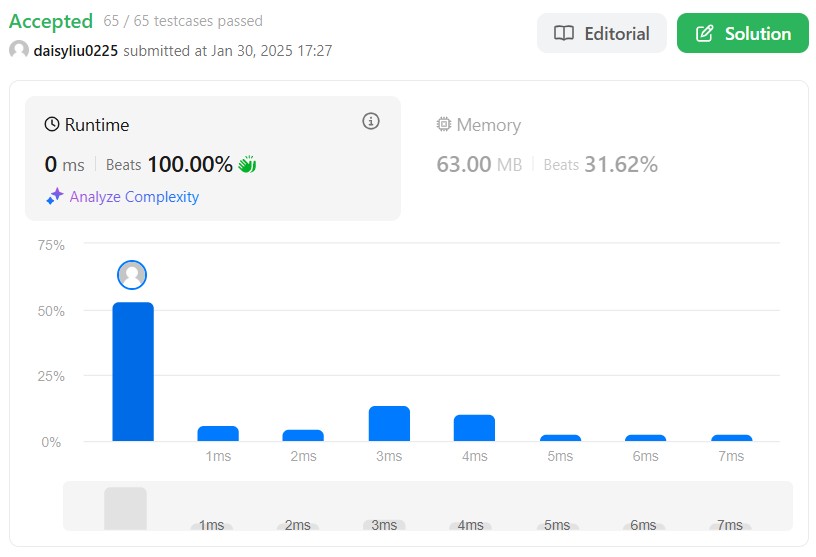 Accepted 65 / 65 testcases passed
Editorial
Solution
daisyliu0225 submitted at Jan 30, 2025 17:27
Runtime
0 ms Beats 100.00%
Analyze Complexity
Memory
63.00 MB Beats 31.62%
75%
50%
25%
0%
1ms 2ms 3ms 4ms 5ms 6ms 7ms
1ms 2ms 3ms 4ms 5ms 6ms 7ms